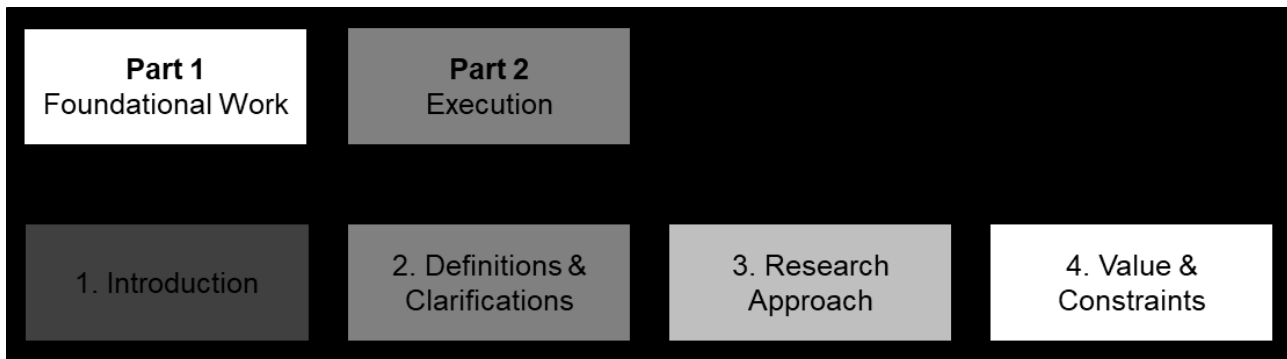 Part 1
Foundational Work
Part 2
Execution
1. Introduction
2. Definitions &
Clarifications
3. Research
Approach
4. Value &
Constraints